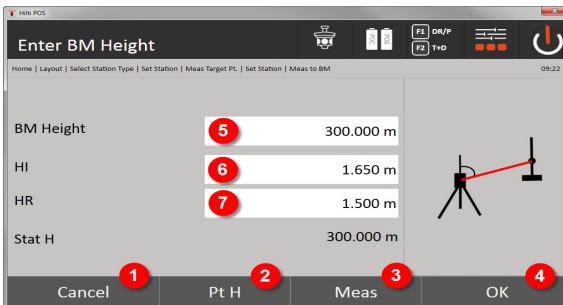 Hilti POS
Enter BM Height
POC
POS
F1 DR/P
F2 T+D
Home | Layout | Select Station Type | Set Station | Meas Target Pt. | Set Station | Meas to BM
09:22
BM Height 5 300.000 m
HI 6 1.650 m
HR 7 1.500 m
Stat H 300.000 m
1 2 3 4
Cancel Pt H Meas OK